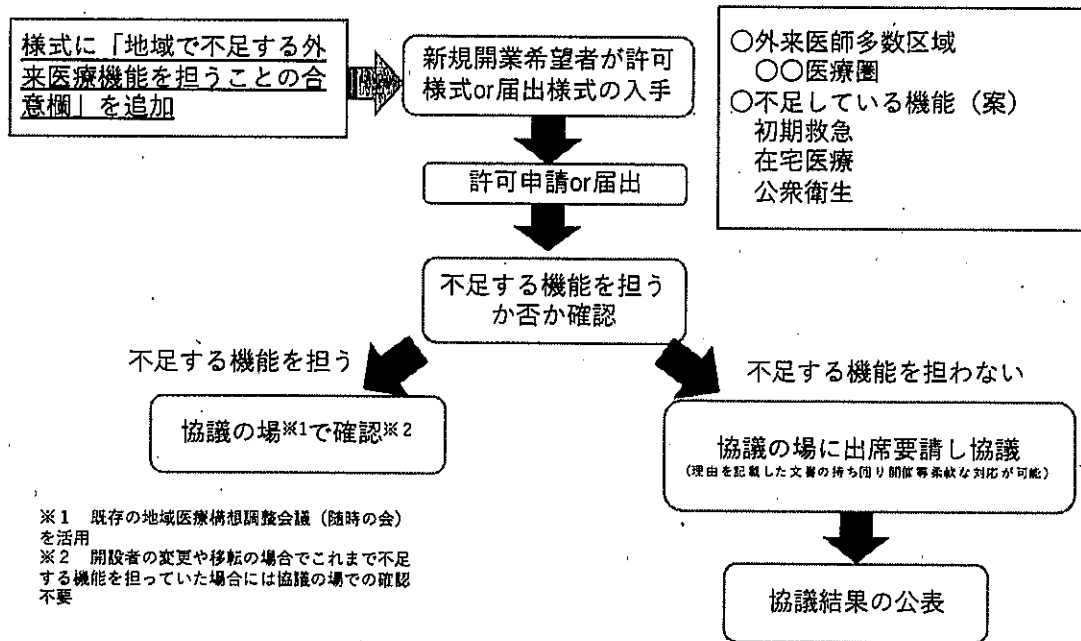 様式に「地域で不足する外
来医療機能を担うことの合
意欄」を追加
新規開業希望者が許可
様式or届出様式の入手
○外来医師多数区域
○○医療圏
○不足している機能（案）
初期救急
在宅医療
公衆衛生
許可申請or届出
不足する機能を担う
か否か確認
不足する機能を担う
不足する機能を担わない
協議の場※1で確認※2
協議の場に出席要請し協議
（理由を記載した文書の持ち回り開催等柔軟な対応が可能）
※1　既存の地域医療構想調整会議（随時の会）
を活用
※2　開設者の変更や移転の場合でこれまで不足
する機能を担っていた場合には協議の場での確認
不要
協議結果の公表